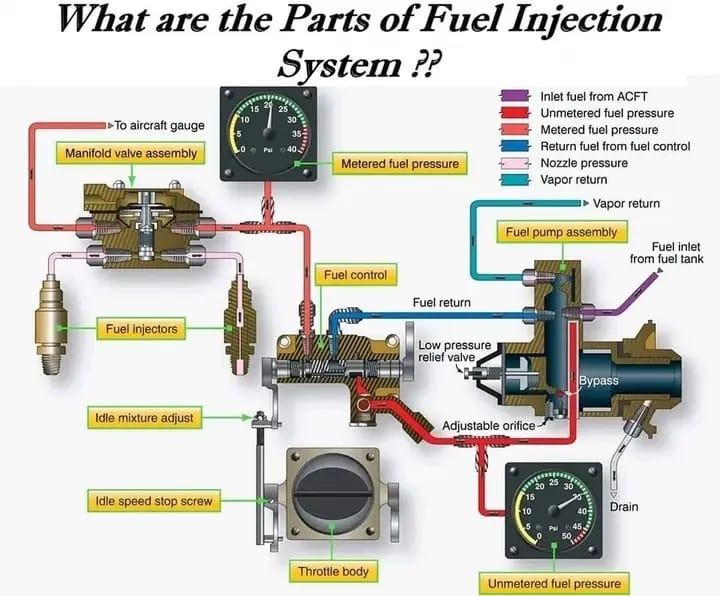 What are the Parts of Fuel Injection
System ??
Inlet fuel from ACFT
Unmetered fuel pressure
Metered fuel pressure
Return fuel from fuel control
Nozzle pressure
Vapor return
To aircraft gauge
Manifold valve assembly
0 5 10 15 20 25 30 35 40
Psi
Metered fuel pressure
Vapor return
Fuel pump assembly
Fuel inlet
from fuel tank
Fuel control
Fuel return
Fuel injectors
Low pressure
relief valve
Bypass
Idle mixture adjust
Adjustable orifice
Idle speed stop screw
0 5 10 15 20 25 30 35 40 45 50
Psi
Drain
Throttle body
Unmetered fuel pressure